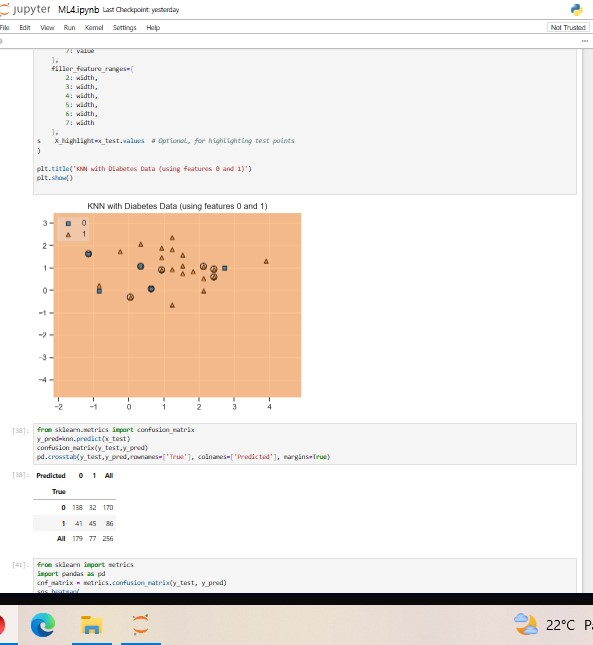 jupyter ML4.ipynb Last Checkpoint: yesterday
File Edit View Run Kernel Settings Help
Not Trusted
7: value
},
filler_feature_ranges={
2: width,
3: width,
4: width,
5: width,
6: width,
7: width
},
s X_highlight=x_test.values # Optional, for highlighting test points
)
plt.title('KNN with Diabetes Data (using features 0 and 1)')
plt.show()
KNN with Diabetes Data (using features 0 and 1)
0
1
3
2
1
0
−1
−2
−3
−4
−2 −1 0 1 2 3 4
[38]: from sklearn.metrics import confusion_matrix
y_pred=knn.predict(x_test)
confusion_matrix(y_test,y_pred)
pd.crosstab(y_test,y_pred,rownames=['True'], colnames=['Predicted'], margins=True)
[38]: Predicted 0 1 All
True
0 138 32 170
1 41 45 86
All 179 77 256
[41]: from sklearn import metrics
import pandas as pd
cnf_matrix = metrics.confusion_matrix(y_test, y_pred)
sns.heatmap(
22°C